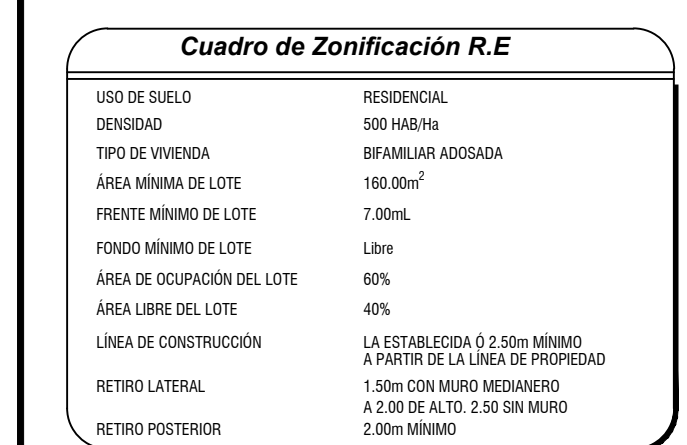 Cuadro de Zonificación R.E
USO DE SUELO RESIDENCIAL
DENSIDAD 500 HAB/Ha
TIPO DE VIVIENDA BIFAMILIAR ADOSADA
ÁREA MÍNIMA DE LOTE 160.00m²
FRENTE MÍNIMO DE LOTE 7.00mL
FONDO MÍNIMO DE LOTE Libre
ÁREA DE OCUPACIÓN DEL LOTE 60%
ÁREA LIBRE DEL LOTE 40%
LÍNEA DE CONSTRUCCIÓN LA ESTABLECIDA Ó 2.50m MÍNIMO
A PARTIR DE LA LÍNEA DE PROPIEDAD
RETIRO LATERAL 1.50m CON MURO MEDIANERO
A 2.00 DE ALTO. 2.50 SIN MURO
RETIRO POSTERIOR 2.00m MÍNIMO